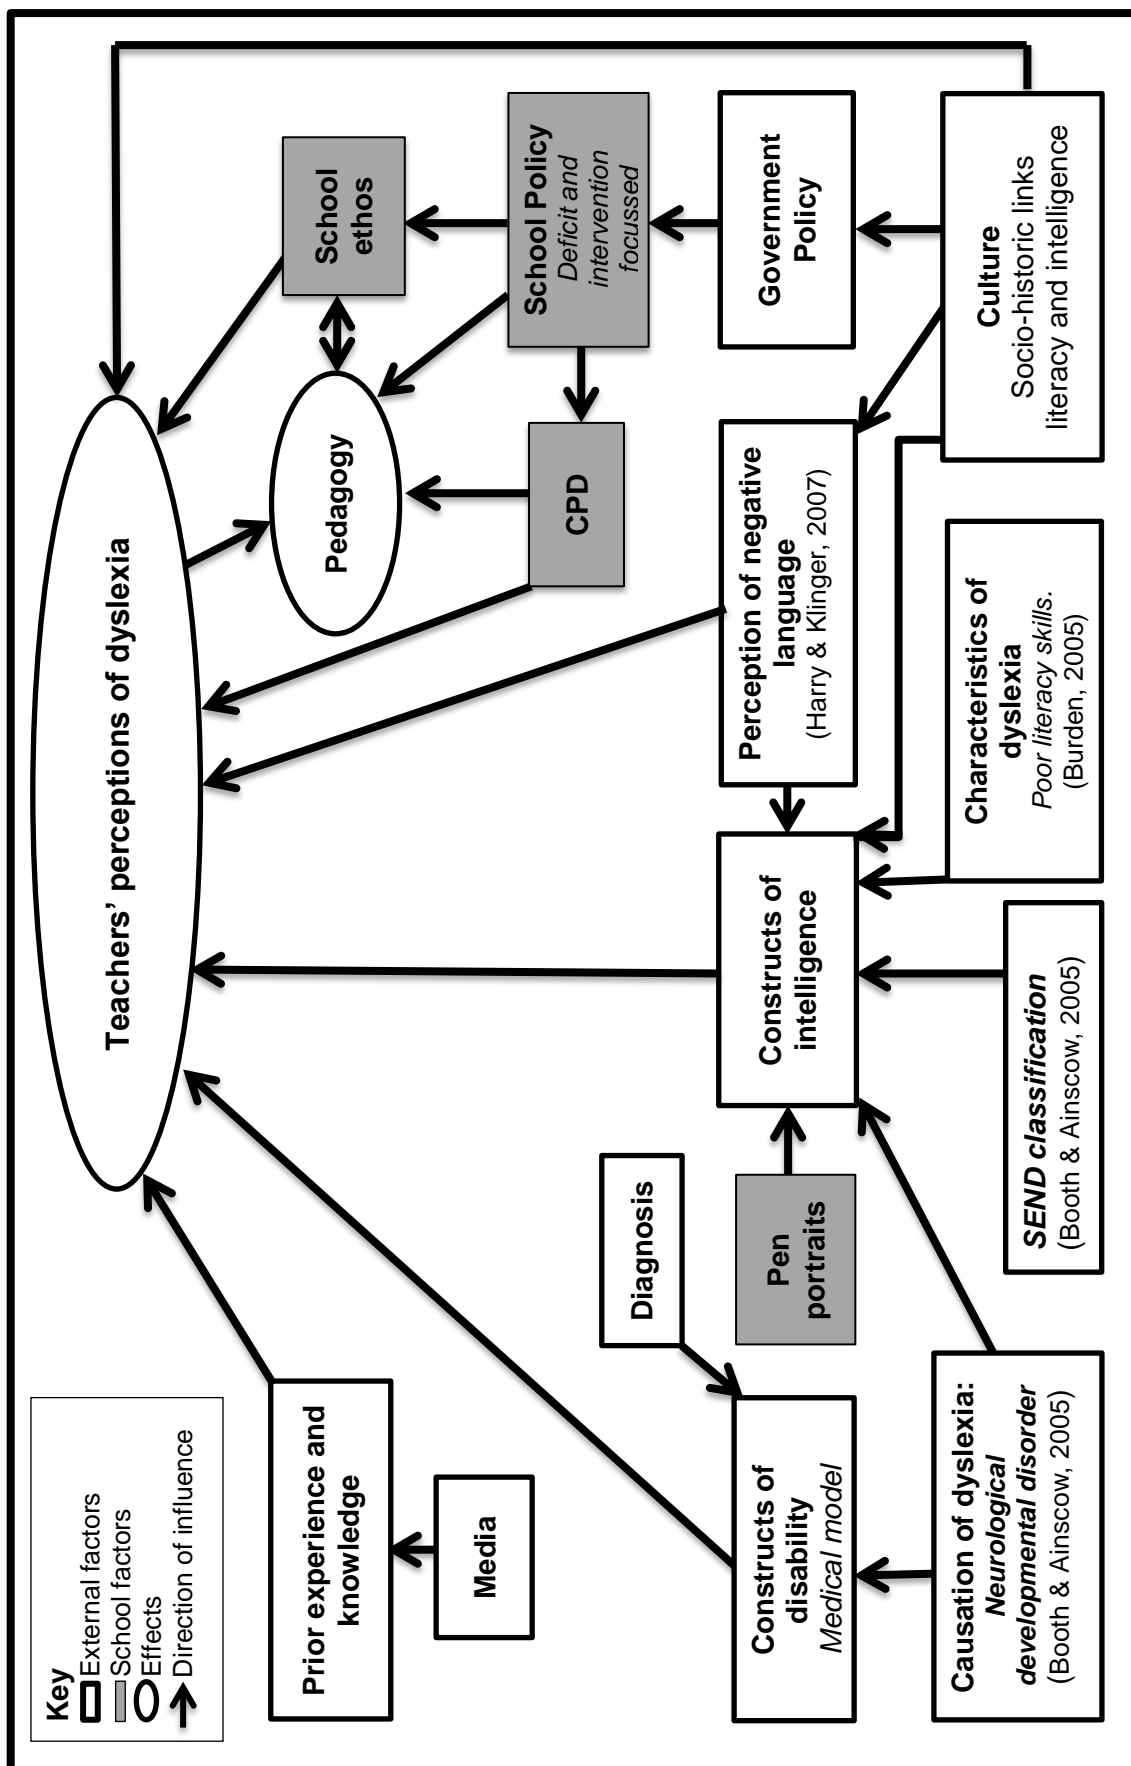 Key
External factors
School factors
Effects
Direction of influence
Teachers’ perceptions of dyslexia
Prior experience and
knowledge
Media
Pedagogy
School
ethos
CPD
School Policy
Deficit and
intervention
focussed
Diagnosis
Constructs of
disability
Medical model
Pen
portraits
Constructs of
intelligence
Perception of negative
language
(Harry & Klinger, 2007)
Government
Policy
Causation of dyslexia:
Neurological
developmental disorder
(Booth & Ainscow, 2005)
SEND classification
(Booth & Ainscow, 2005)
Characteristics of
dyslexia
Poor literacy skills.
(Burden, 2005)
Culture
Socio-historic links
literacy and intelligence